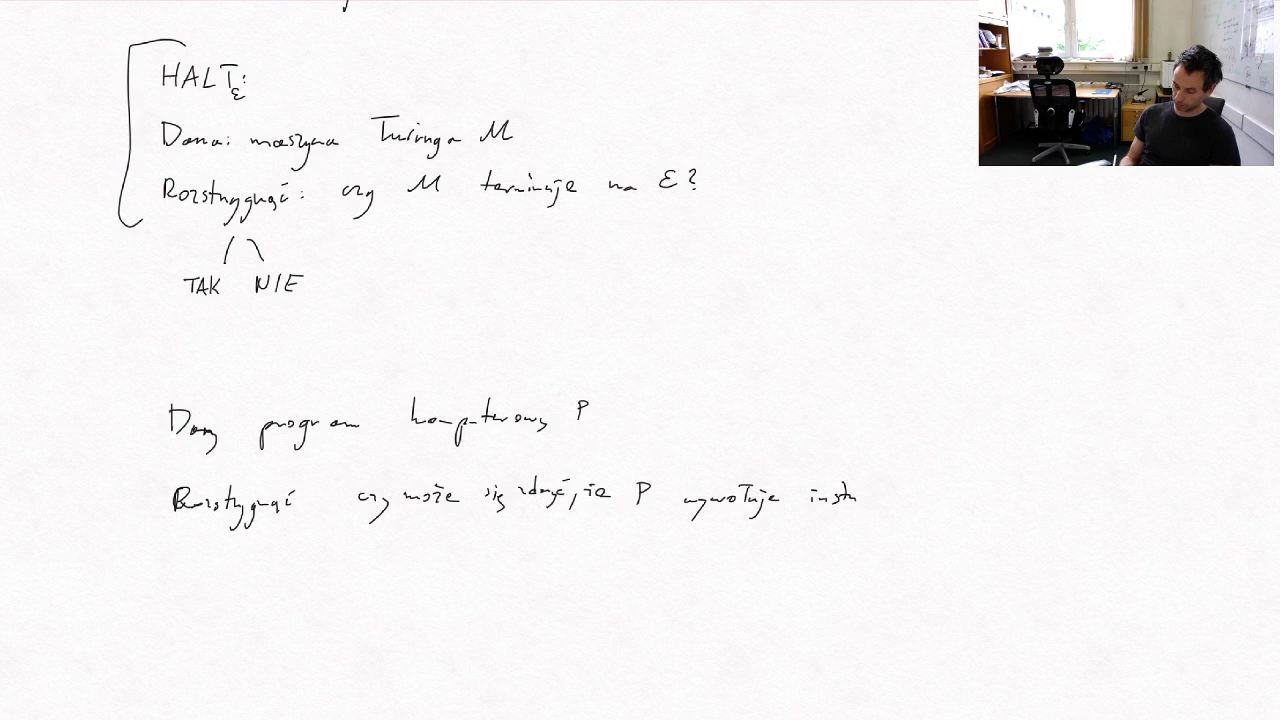 HALT_ε:
Dana: maszyna Turinga M
Rozstrzygnąć: czy M terminuje na ε?
TAK NIE
Dany program komputerowy P
Rozstrzygnąć czy może się zdarzyć, że P wywołuje instr